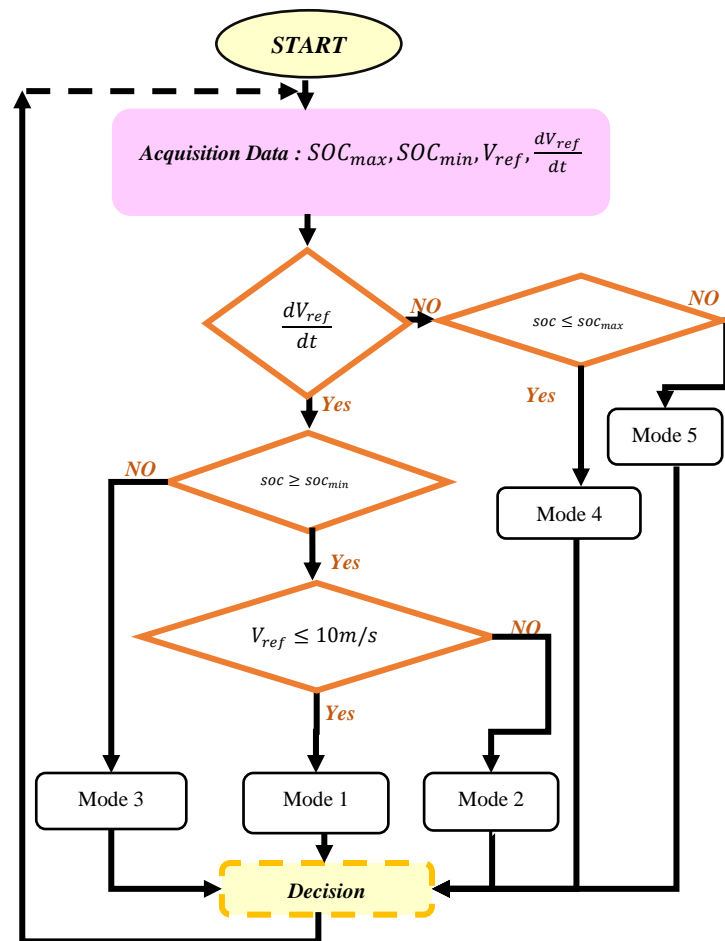 START
Acquisition Data : SOC_max, SOC_min, V_ref, dV_ref/dt
dV_ref/dt
NO
soc ≤ soc_max
NO
Yes
Yes
Mode 5
NO
soc ≥ soc_min
Mode 4
Yes
V_ref ≤ 10m/s
NO
Yes
Mode 3
Mode 1
Mode 2
Decision